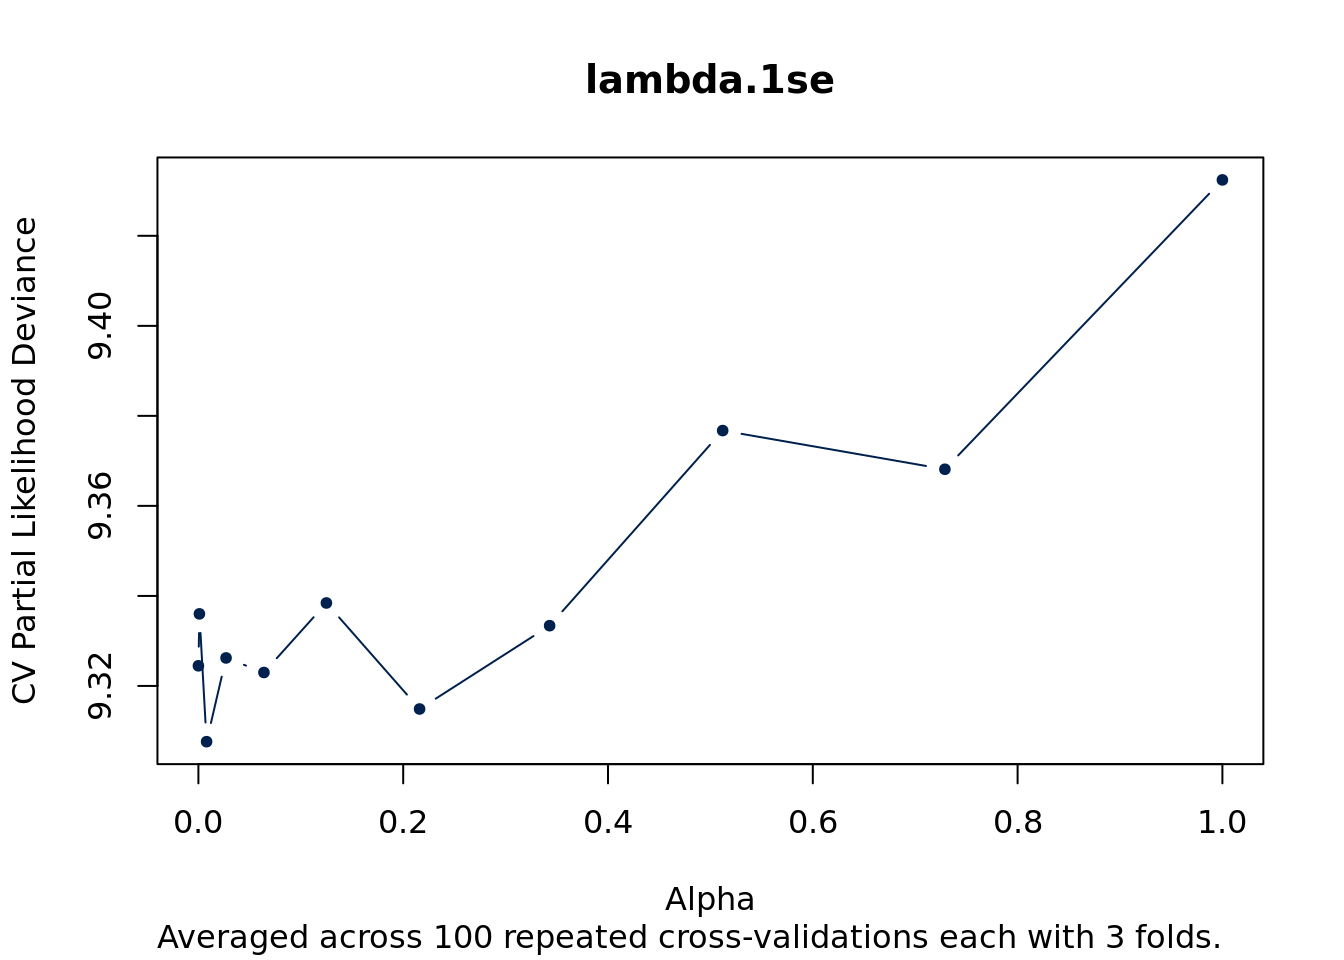 lambda.1se
CV Partial Likelihood Deviance
9.40
9.36
9.32
0.0 0.2 0.4 0.6 0.8 1.0
Alpha
Averaged across 100 repeated cross-validations each with 3 folds.